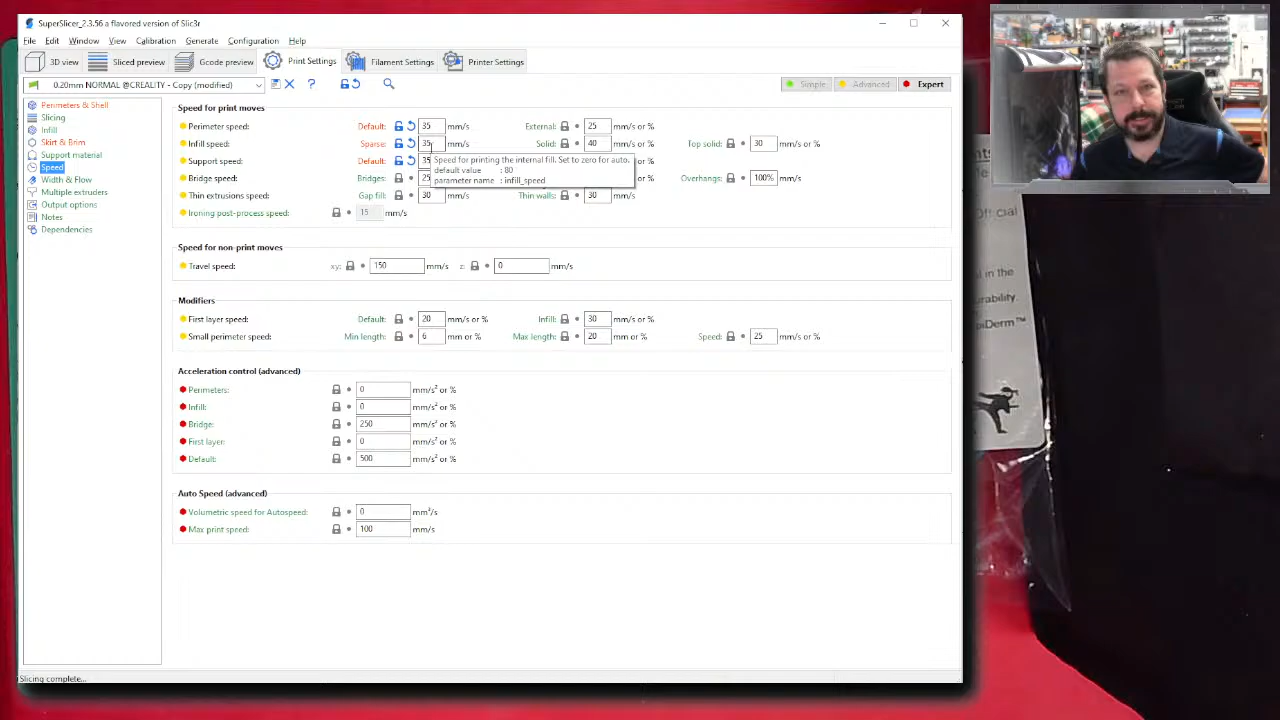 SuperSlicer_2.3.56 a flavored version of Slic3r
File Edit Window View Calibration Generate Configuration Help
3D view Sliced preview Gcode preview Print Settings Filament Settings Printer Settings
0.20mm NORMAL @CREALITY - Copy (modified) ? Simple Advanced Expert
Perimeters & Shell
Slicing
Infill
Skirt & Brim
Support material
Speed
Width & Flow
Multiple extruders
Output options
Notes
Dependencies
Speed for print moves
Perimeter speed: Default: 35 mm/s External: 25 mm/s or %
Infill speed: Sparse: 35 mm/s Solid: 40 mm/s or % Top solid: 30 mm/s or %
Support speed: Default: 35 or %
Bridge speed: Bridges: 25 or % Overhangs: 100% mm/s
Thin extrusions speed: Gap fill: 30 mm/s Thin walls: 30 mm/s
Ironing post-process speed: 15 mm/s
Speed for printing the internal fill. Set to zero for auto.
default value : 80
parameter name : infill_speed
Speed for non-print moves
Travel speed: xy: 150 mm/s z: 0 mm/s
Modifiers
First layer speed: Default: 20 mm/s or % Infill: 30 mm/s or %
Small perimeter speed: Min length: 6 mm or % Max length: 20 mm or % Speed: 25 mm/s or %
Acceleration control (advanced)
Perimeters: 0 mm/s² or %
Infill: 0 mm/s² or %
Bridge: 250 mm/s² or %
First layer: 0 mm/s² or %
Default: 500 mm/s² or %
Auto Speed (advanced)
Volumetric speed for Autospeed: 0 mm³/s
Max print speed: 100 mm/s
Slicing complete...
in the